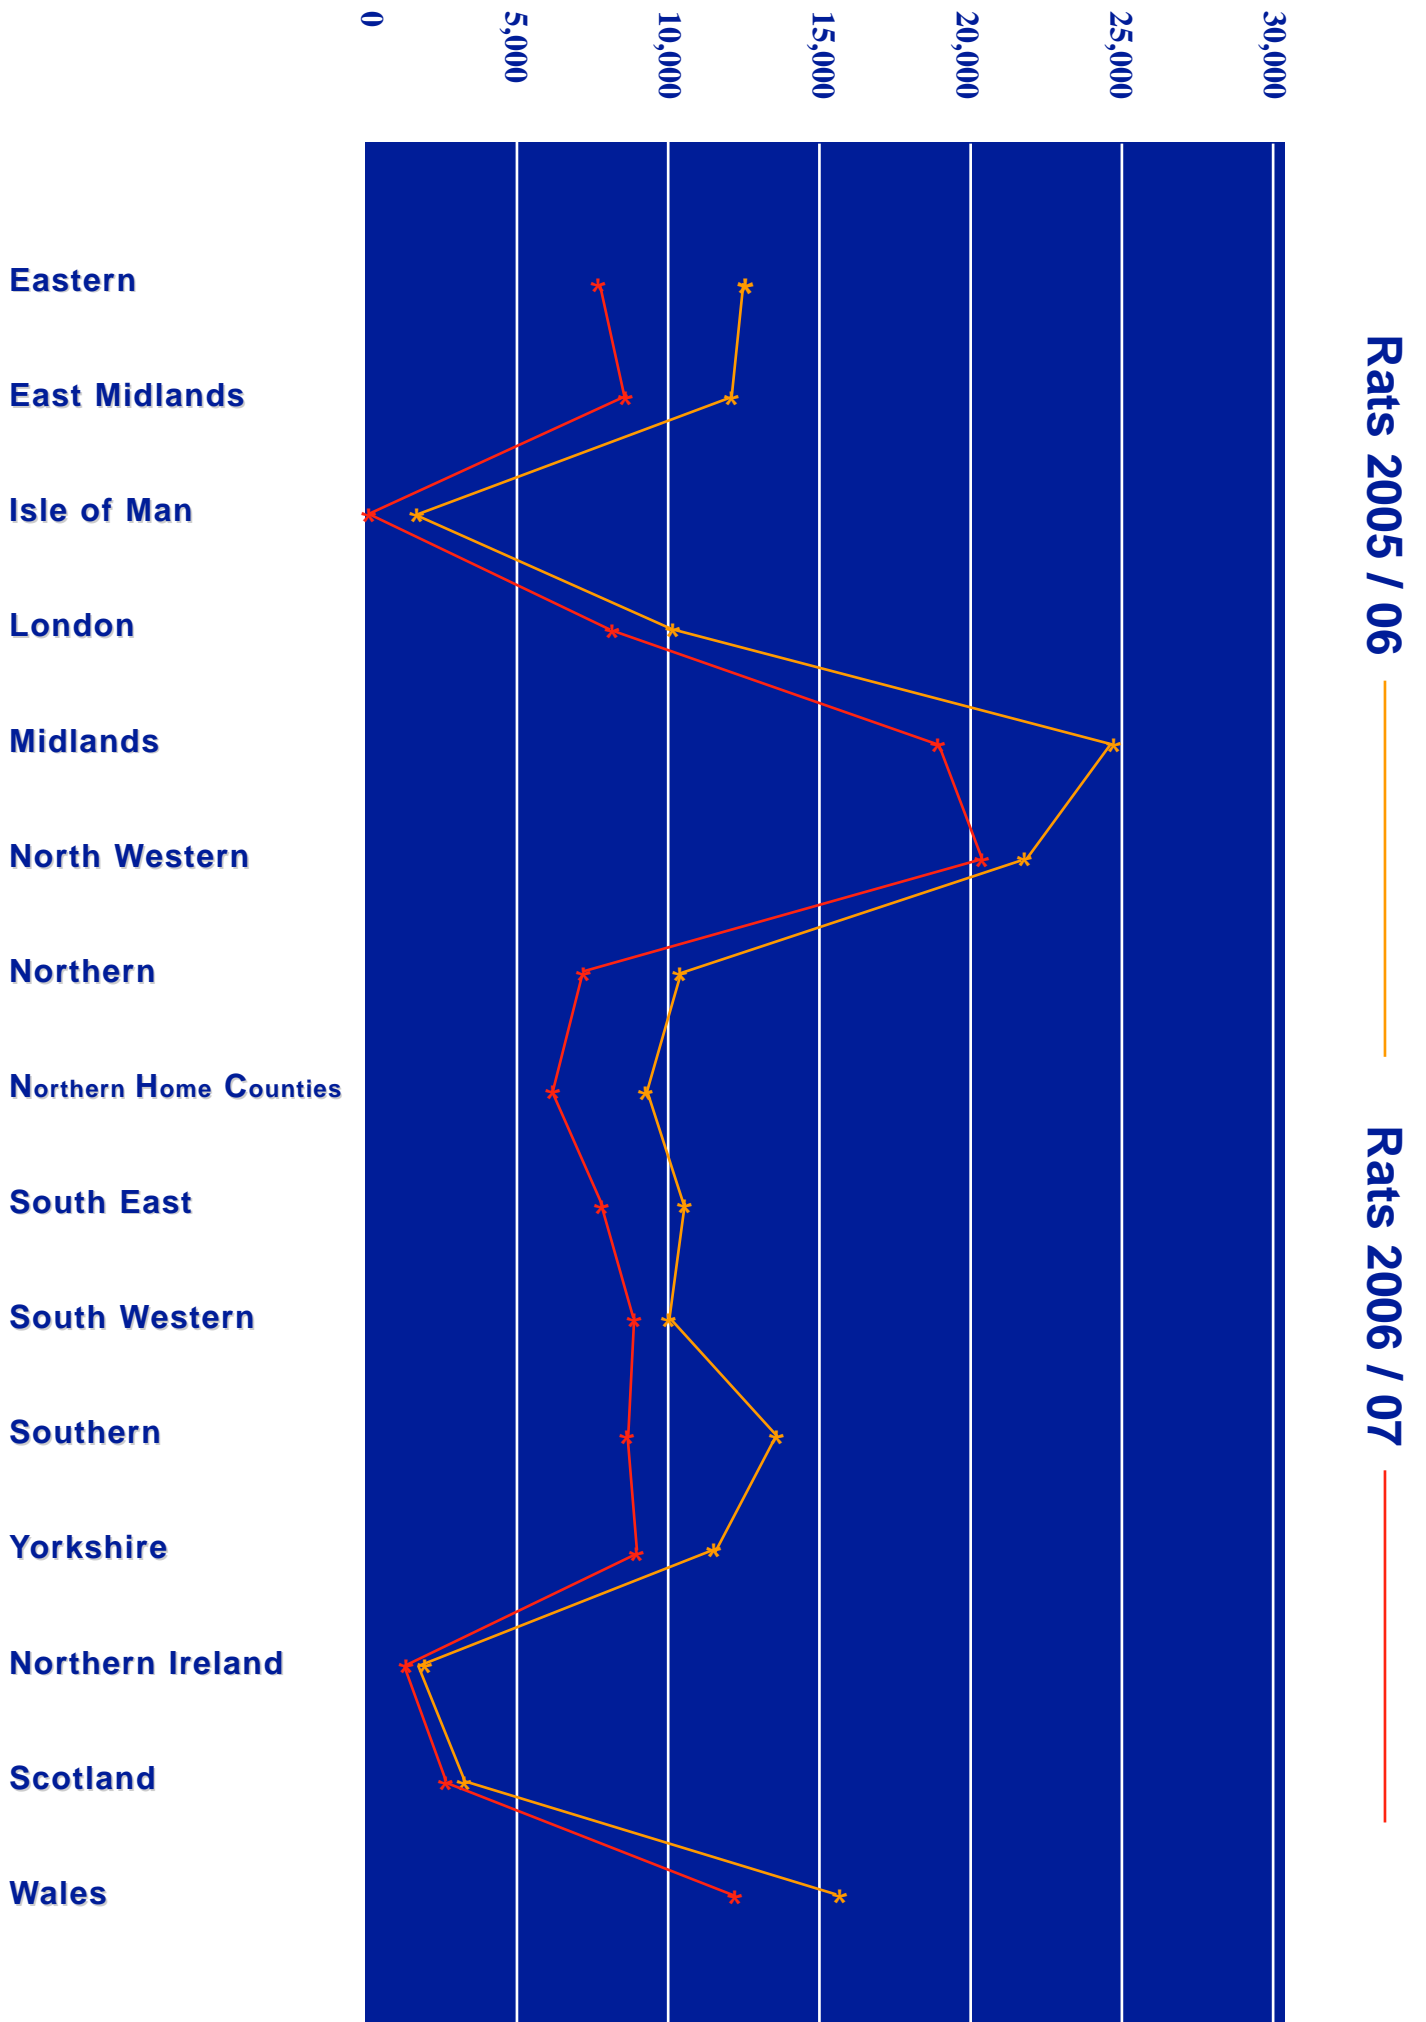 0
5,000
10,000
15,000
20,000
25,000
30,000
Eastern
East Midlands
Isle of Man
London
Midlands
North Western
Northern
Northern Home Counties
South East
South Western
Southern
Yorkshire
Northern Ireland
Scotland
Wales
Rats 2005 / 06
Rats 2006 / 07